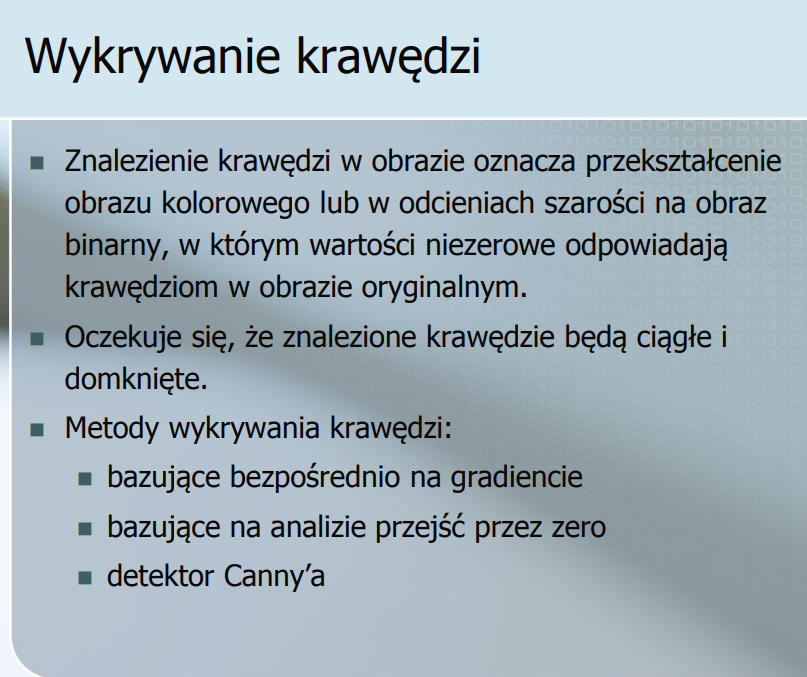 Wykrywanie krawędzi
Znalezienie krawędzi w obrazie oznacza przekształcenie
obrazu kolorowego lub w odcieniach szarości na obraz
binarny, w którym wartości niezerowe odpowiadają
krawędziom w obrazie oryginalnym.
Oczekuje się, że znalezione krawędzie będą ciągłe i
domknięte.
Metody wykrywania krawędzi:
bazujące bezpośrednio na gradiencie
bazujące na analizie przejść przez zero
detektor Canny’a